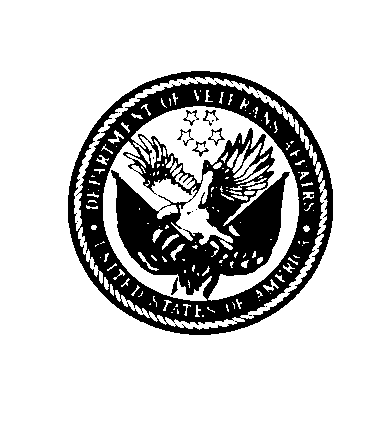 DEPARTMENT OF VETERANS AFFAIRS
UNITED STATES OF AMERICA